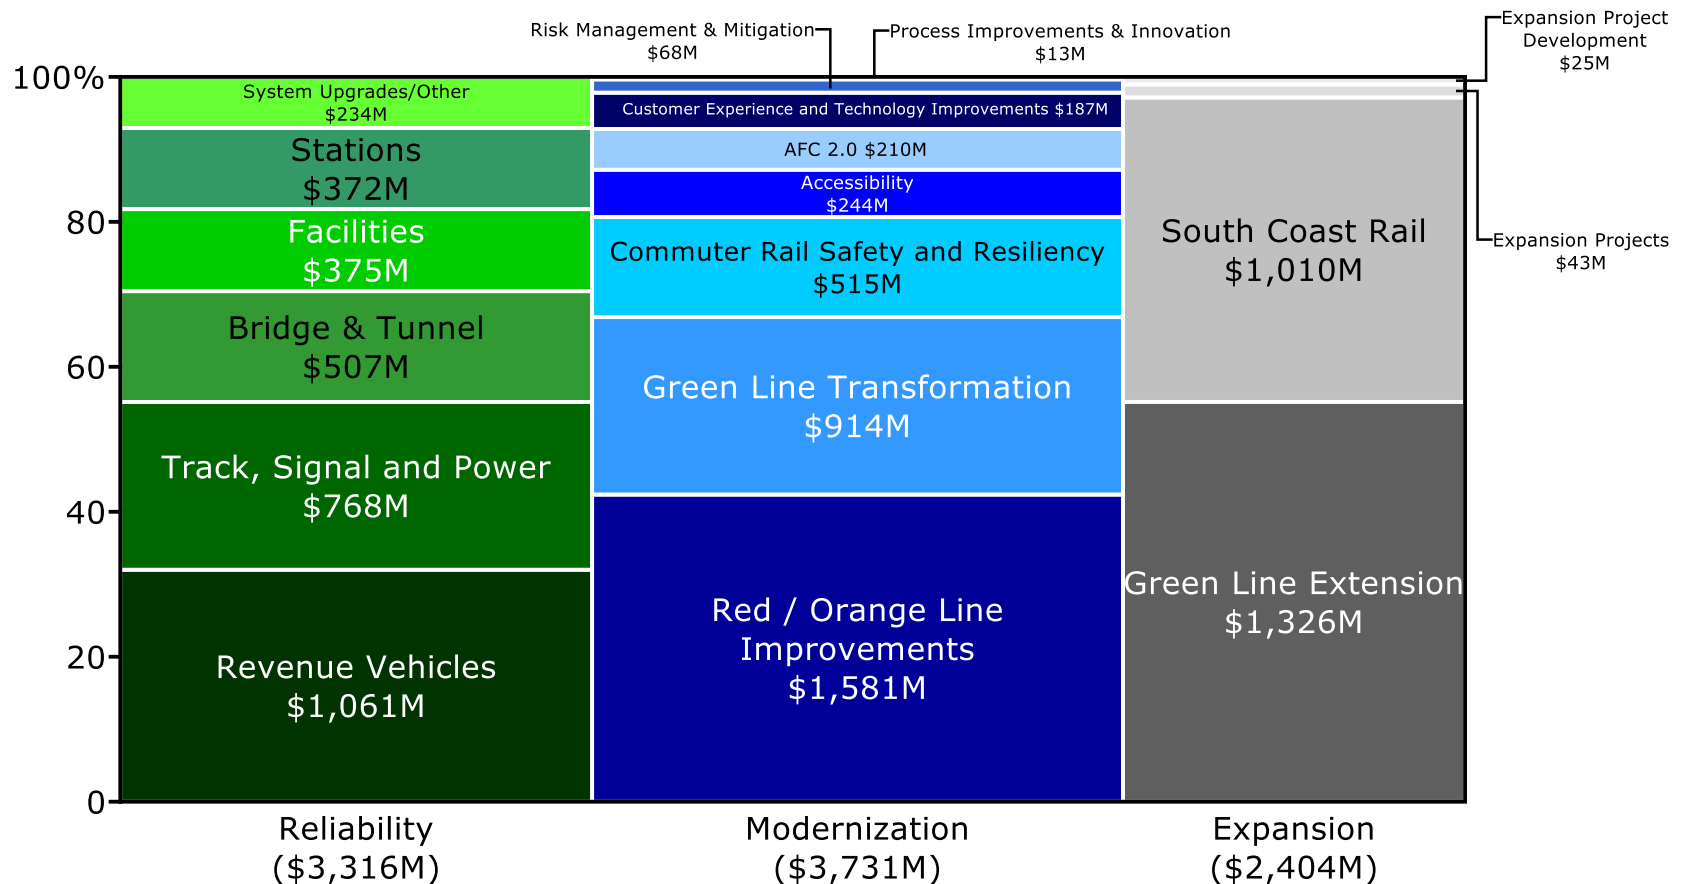 Risk Management & Mitigation
$68M
Process Improvements & Innovation
$13M
Expansion Project
Development
$25M
100%
80
60
40
20
0
System Upgrades/Other
$234M
Stations
$372M
Facilities
$375M
Bridge & Tunnel
$507M
Track, Signal and Power
$768M
Revenue Vehicles
$1,061M
Customer Experience and Technology Improvements $187M
AFC 2.0 $210M
Accessibility
$244M
Commuter Rail Safety and Resiliency
$515M
Green Line Transformation
$914M
Red / Orange Line
Improvements
$1,581M
South Coast Rail
$1,010M
Green Line Extension
$1,326M
Expansion Projects
$43M
Reliability
($3,316M)
Modernization
($3,731M)
Expansion
($2,404M)